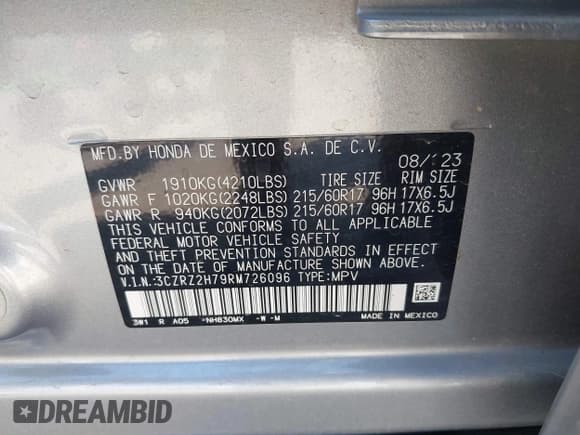 MFD.BY HONDA DE MEXICO S.A. DE C.V. 08/23
GVWR 1910KG(4210LBS) TIRE SIZE RIM SIZE
GAWR F 1020KG(2248LBS) 215/60R17 96H 17X6.5J
GAWR R 940KG(2072LBS) 215/60R17 96H 17X6.5J
THIS VEHICLE CONFORMS TO ALL APPLICABLE
FEDERAL MOTOR VEHICLE SAFETY
AND THEFT PREVENTION STANDARDS IN EFFECT
ON THE DATE OF MANUFACTURE SHOWN ABOVE.
V.I.N.:3CZRZ2H79RM726096 TYPE:MPV
3W1 R A05 -NH830MX -W-M MADE IN MEXICO
DREAMBID